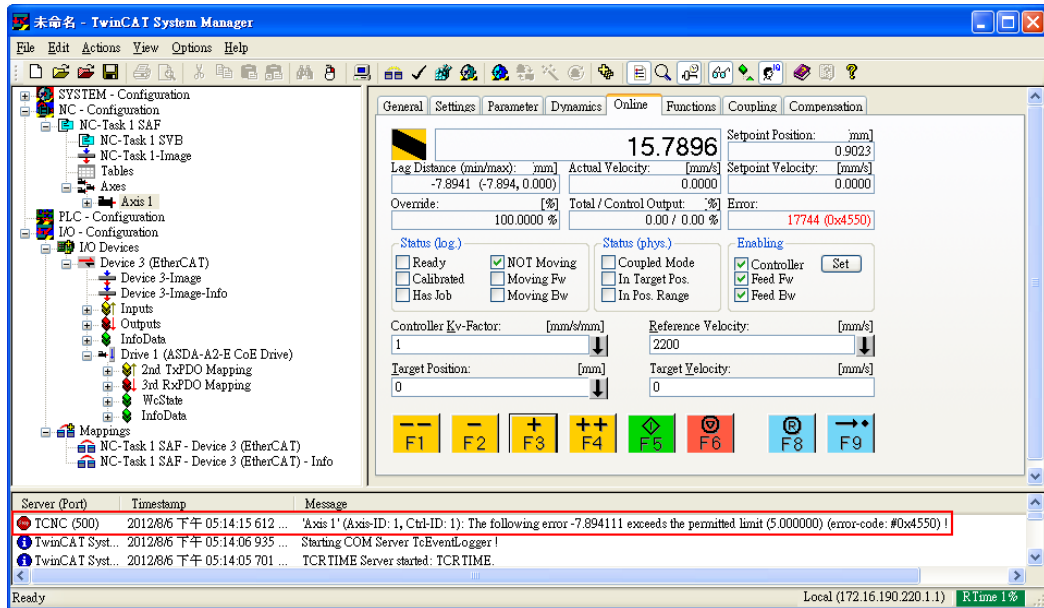 未命名 - TwinCAT System Manager
File Edit Actions View Options Help
SYSTEM - Configuration
NC - Configuration
NC-Task 1 SAF
NC-Task 1 SVB
NC-Task 1-Image
Tables
Axes
Axis 1
PLC - Configuration
I/O - Configuration
I/O Devices
Device 3 (EtherCAT)
Device 3-Image
Device 3-Image-Info
Inputs
Outputs
InfoData
Drive 1 (ASDA-A2-E CoE Drive)
2nd TxPDO Mapping
3rd RxPDO Mapping
WcState
InfoData
Mappings
NC-Task 1 SAF - Device 3 (EtherCAT)
NC-Task 1 SAF - Device 3 (EtherCAT) - Info
General Settings Parameter Dynamics Online Functions Coupling Compensation
15.7896
Setpoint Position: mm]
0.9023
Lag Distance (min/max): mm] Actual Velocity: [mm/s] Setpoint Velocity: [mm/s]
-7.8941 (-7.894, 0.000) 0.0000 0.0000
Override: [%] Total / Control Output: %] Error:
100.0000 % 0.00 / 0.00 % 17744 (0x4550)
Status (log.) Status (phys.) Enabling
Ready NOT Moving Coupled Mode Controller Set
Calibrated Moving Fw In Target Pos. Feed Fw
Has Job Moving Bw In Pos. Range Feed Bw
Controller Kv-Factor: [mm/s/mm] Reference Velocity: [mm/s]
1 2200
Target Position: [mm] Target Velocity: [mm/s]
0 0
-- - + ++ R
F1 F2 F3 F4 F5 F6 F8 F9
Server (Port) Timestamp Message
TCNC (500) 2012/8/6 下午 05:14:15 612 ... 'Axis 1' (Axis-ID: 1, Ctrl-ID: 1): The following error -7.894111 exceeds the permitted limit (5.000000) (error-code: #0x4550) !
TwinCAT Syst... 2012/8/6 下午 05:14:06 935 ... Starting COM Server TcEventLogger !
TwinCAT Syst... 2012/8/6 下午 05:14:05 701 ... TCRTIME Server started: TCRTIME.
Ready Local (172.16.190.220.1.1) RTime 1%